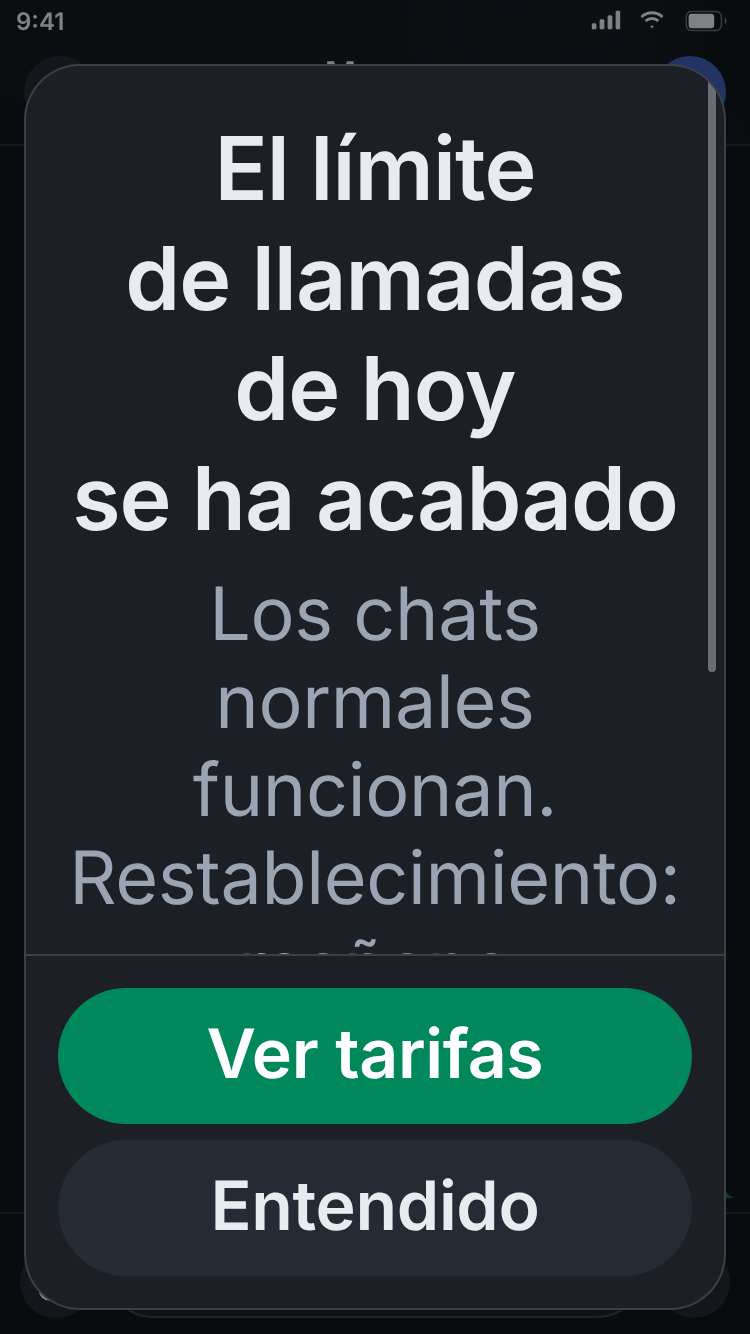 9:41
El límite
de llamadas
de hoy
se ha acabado
Los chats
normales
funcionan.
Restablecimiento:
Ver tarifas
Entendido